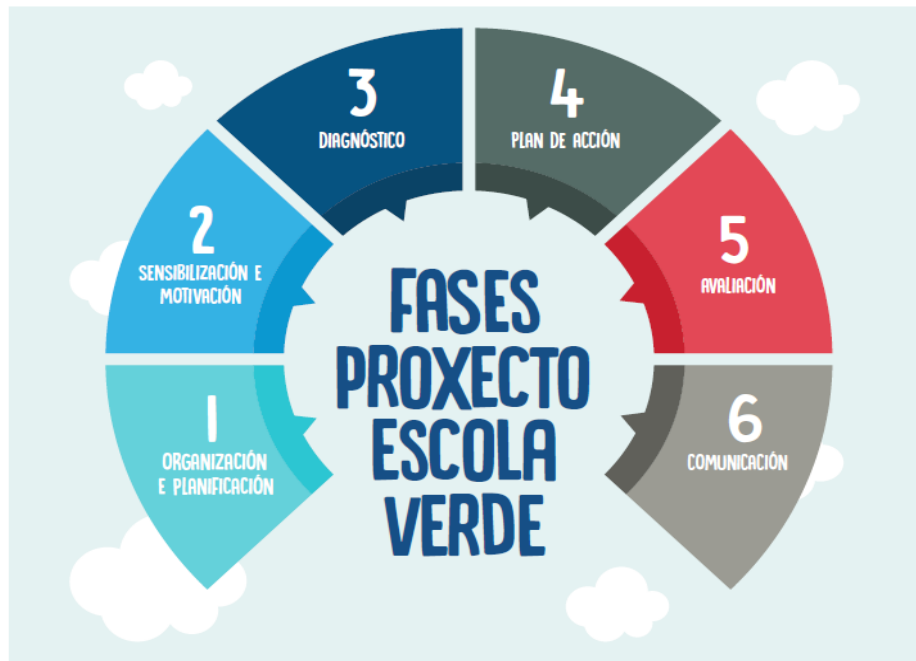 1
ORGANIZACIÓN
E PLANIFICACIÓN
2
SENSIBILIZACIÓN E
MOTIVACIÓN
3
DIAGNÓSTICO
4
PLAN DE ACCIÓN
5
AVALIACIÓN
6
COMUNICACIÓN
FASES
PROXECTO
ESCOLA
VERDE